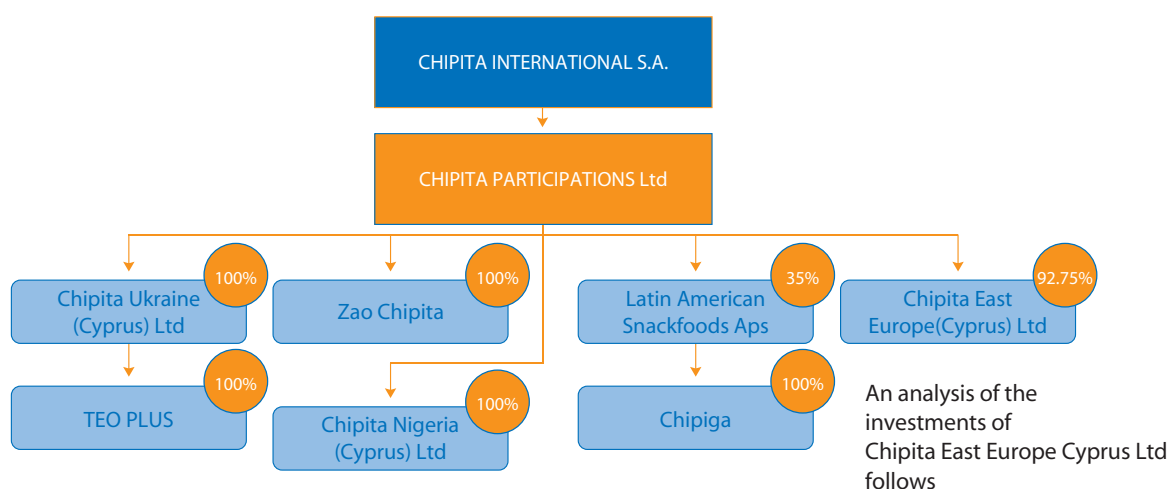 CHIPITA INTERNATIONAL S.A.
CHIPITA PARTICIPATIONS Ltd
100%
Chipita Ukraine
(Cyprus) Ltd
100%
Zao Chipita
35%
Latin American
Snackfoods Aps
92.75%
Chipita East
Europe(Cyprus) Ltd
100%
TEO PLUS
100%
Chipita Nigeria
(Cyprus) Ltd
100%
Chipiga
An analysis of the
investments of
Chipita East Europe Cyprus Ltd
follows